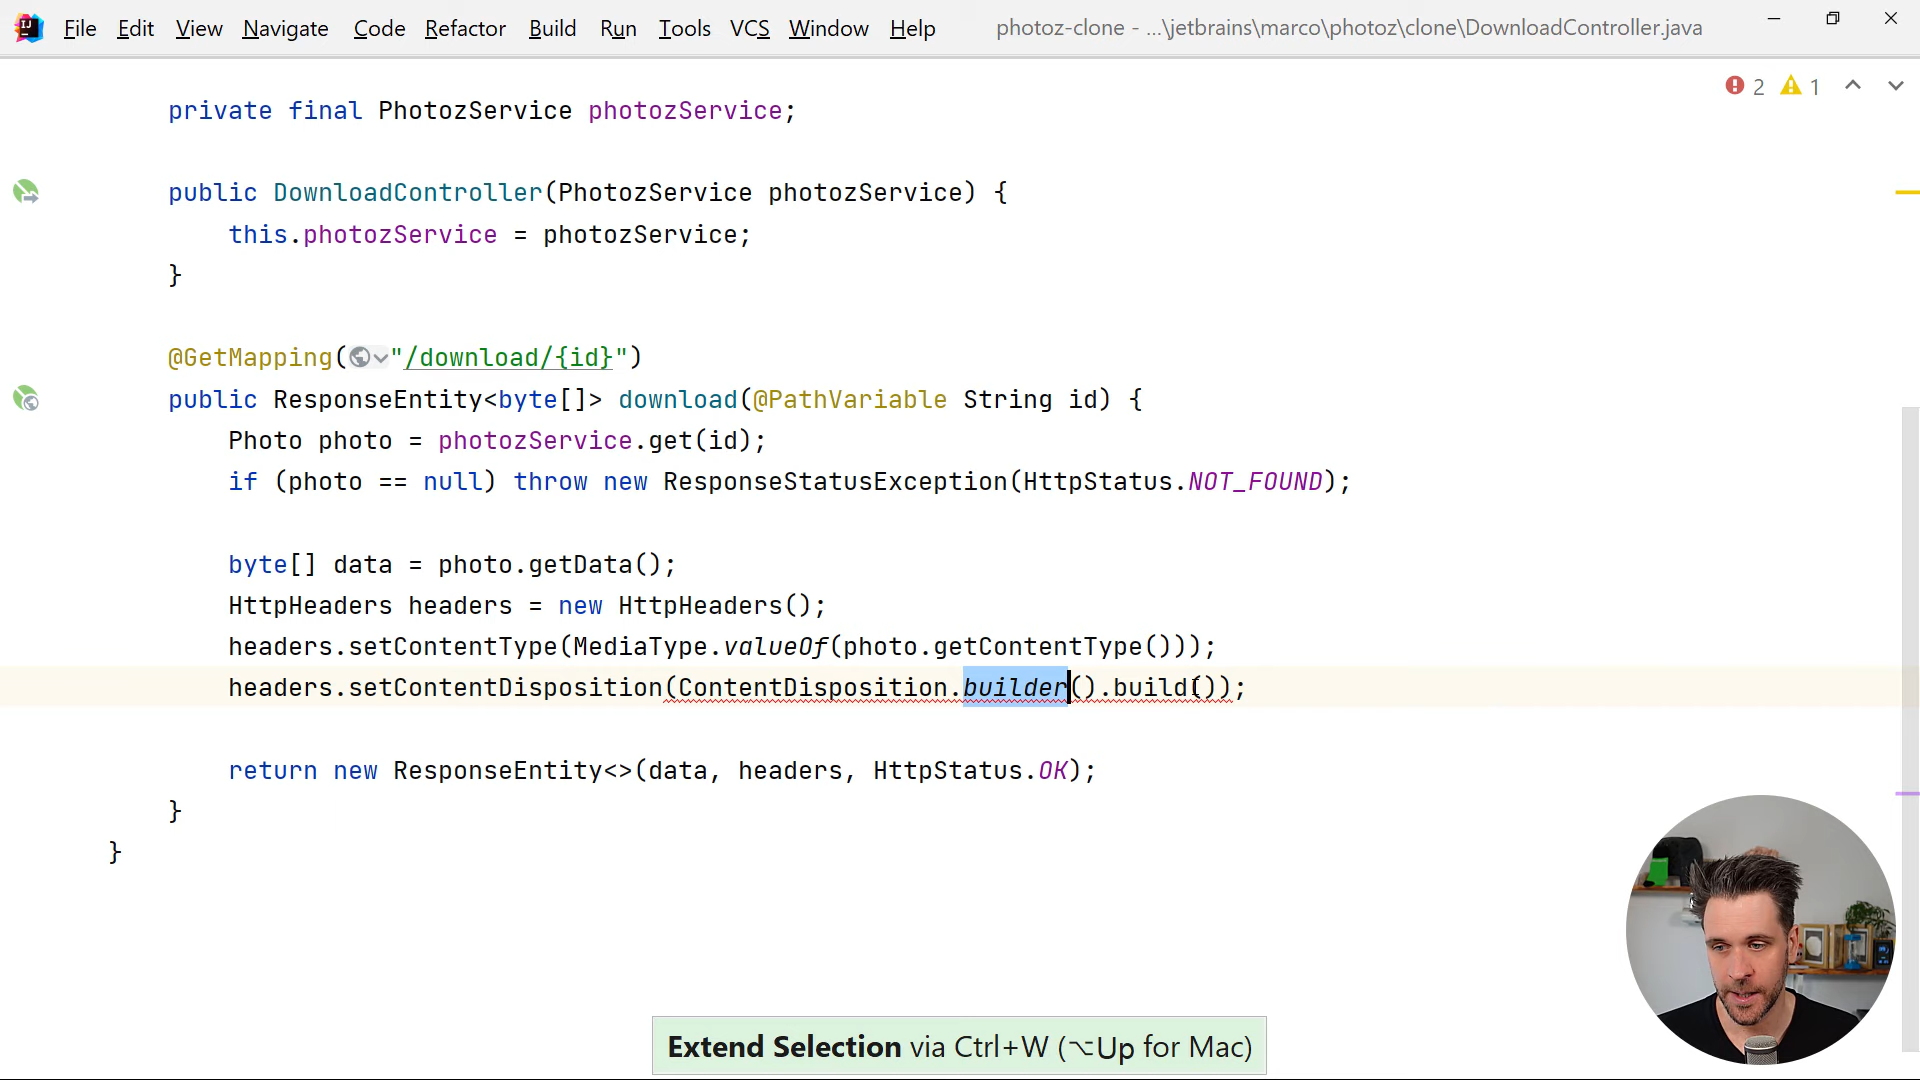 File Edit View Navigate Code Refactor Build Run Tools VCS Window Help photoz-clone - ...\jetbrains\marco\photoz\clone\DownloadController.java
2 1
private final PhotozService photozService;
public DownloadController(PhotozService photozService) {
this.photozService = photozService;
}
@GetMapping("/download/{id}")
public ResponseEntity<byte[]> download(@PathVariable String id) {
Photo photo = photozService.get(id);
if (photo == null) throw new ResponseStatusException(HttpStatus.NOT_FOUND);
byte[] data = photo.getData();
HttpHeaders headers = new HttpHeaders();
headers.setContentType(MediaType.valueOf(photo.getContentType()));
headers.setContentDisposition(ContentDisposition.builder().build());
return new ResponseEntity<>(data, headers, HttpStatus.OK);
}
}
Extend Selection via Ctrl+W (⌥Up for Mac)